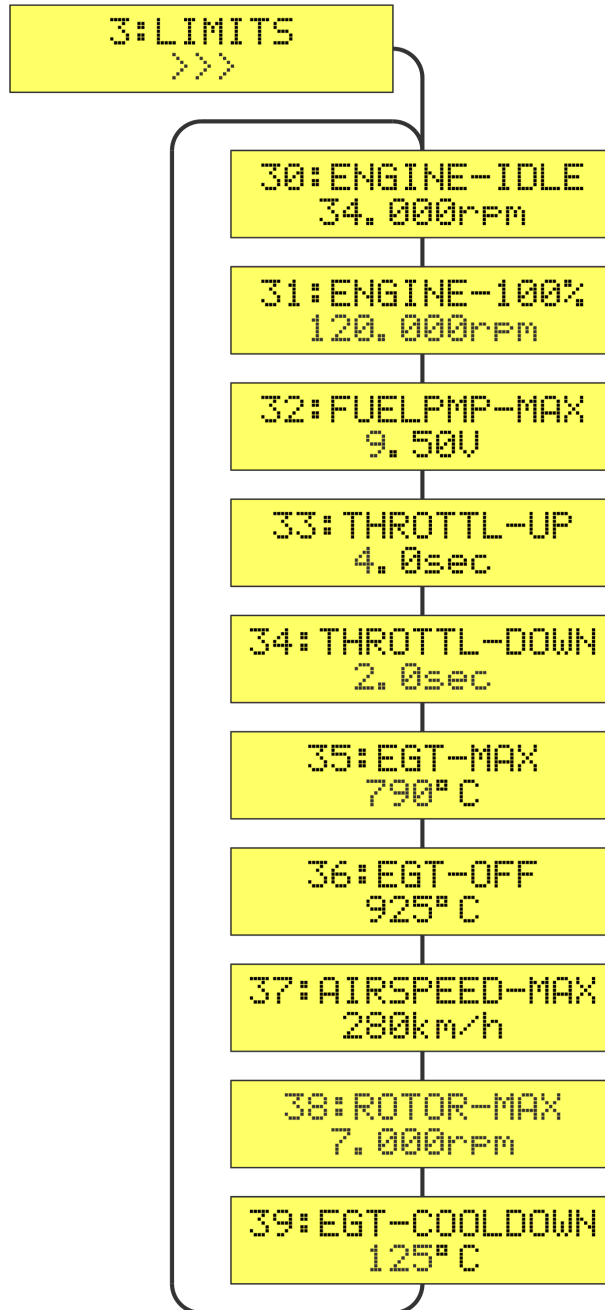 3:LIMITS
>>>
30:ENGINE-IDLE
34.000rpm
31:ENGINE-100%
120.000rpm
32:FUELPMP-MAX
9.50V
33:THROTTL-UP
4.0sec
34:THROTTL-DOWN
2.0sec
35:EGT-MAX
790°C
36:EGT-OFF
925°C
37:AIRSPEED-MAX
280km/h
38:ROTOR-MAX
7.000rpm
39:EGT-COOLDOWN
125°C